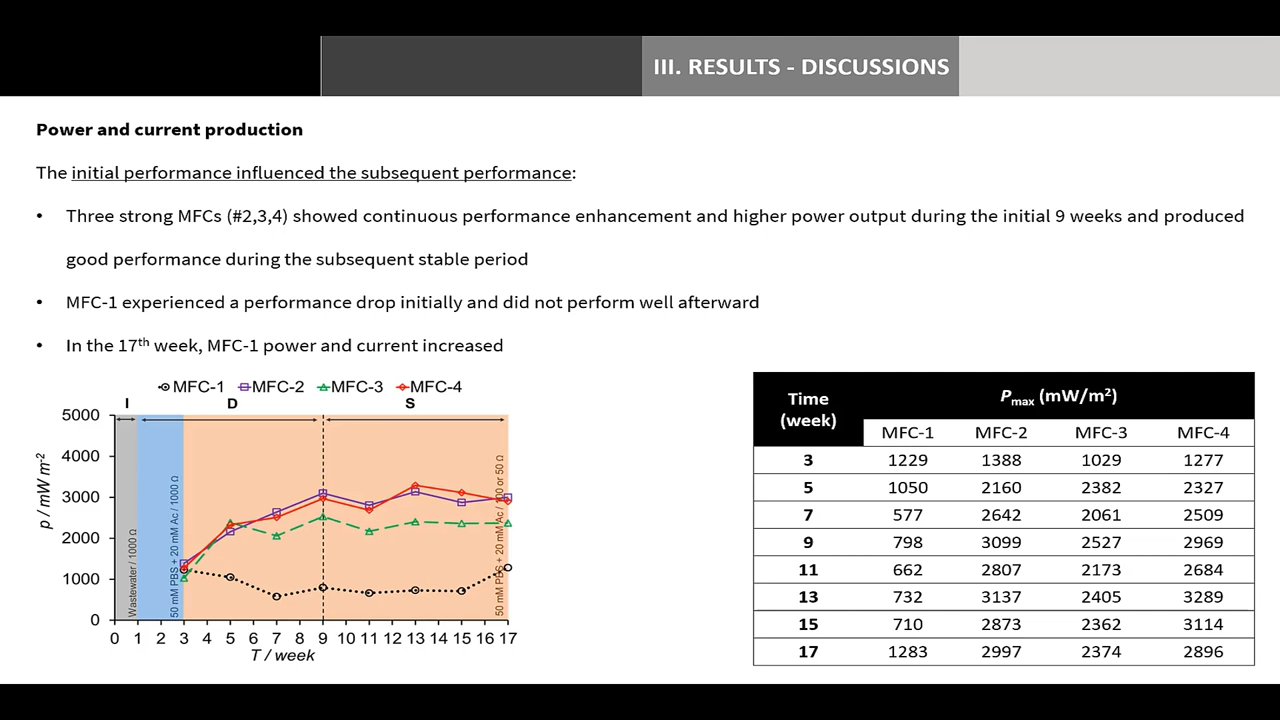 III. RESULTS - DISCUSSIONS
Power and current production
The initial performance influenced the subsequent performance:
• Three strong MFCs (#2,3,4) showed continuous performance enhancement and higher power output during the initial 9 weeks and produced
good performance during the subsequent stable period
• MFC-1 experienced a performance drop initially and did not perform well afterward
• In the 17th week, MFC-1 power and current increased
MFC-1 MFC-2 MFC-3 MFC-4
I D S
5000
4000
3000
2000
1000
0
p / mW m-2
Wastewater / 1000 Ω
50 mM PBS + 20 mM Ac / 1000 Ω
50 mM PBS + 20 mM Ac / 100 or 50 Ω
0 1 2 3 4 5 6 7 8 9 10 11 12 13 14 15 16 17
T / week
Time (week) Pmax (mW/m²)
MFC-1 MFC-2 MFC-3 MFC-4
3 1229 1388 1029 1277
5 1050 2160 2382 2327
7 577 2642 2061 2509
9 798 3099 2527 2969
11 662 2807 2173 2684
13 732 3137 2405 3289
15 710 2873 2362 3114
17 1283 2997 2374 2896